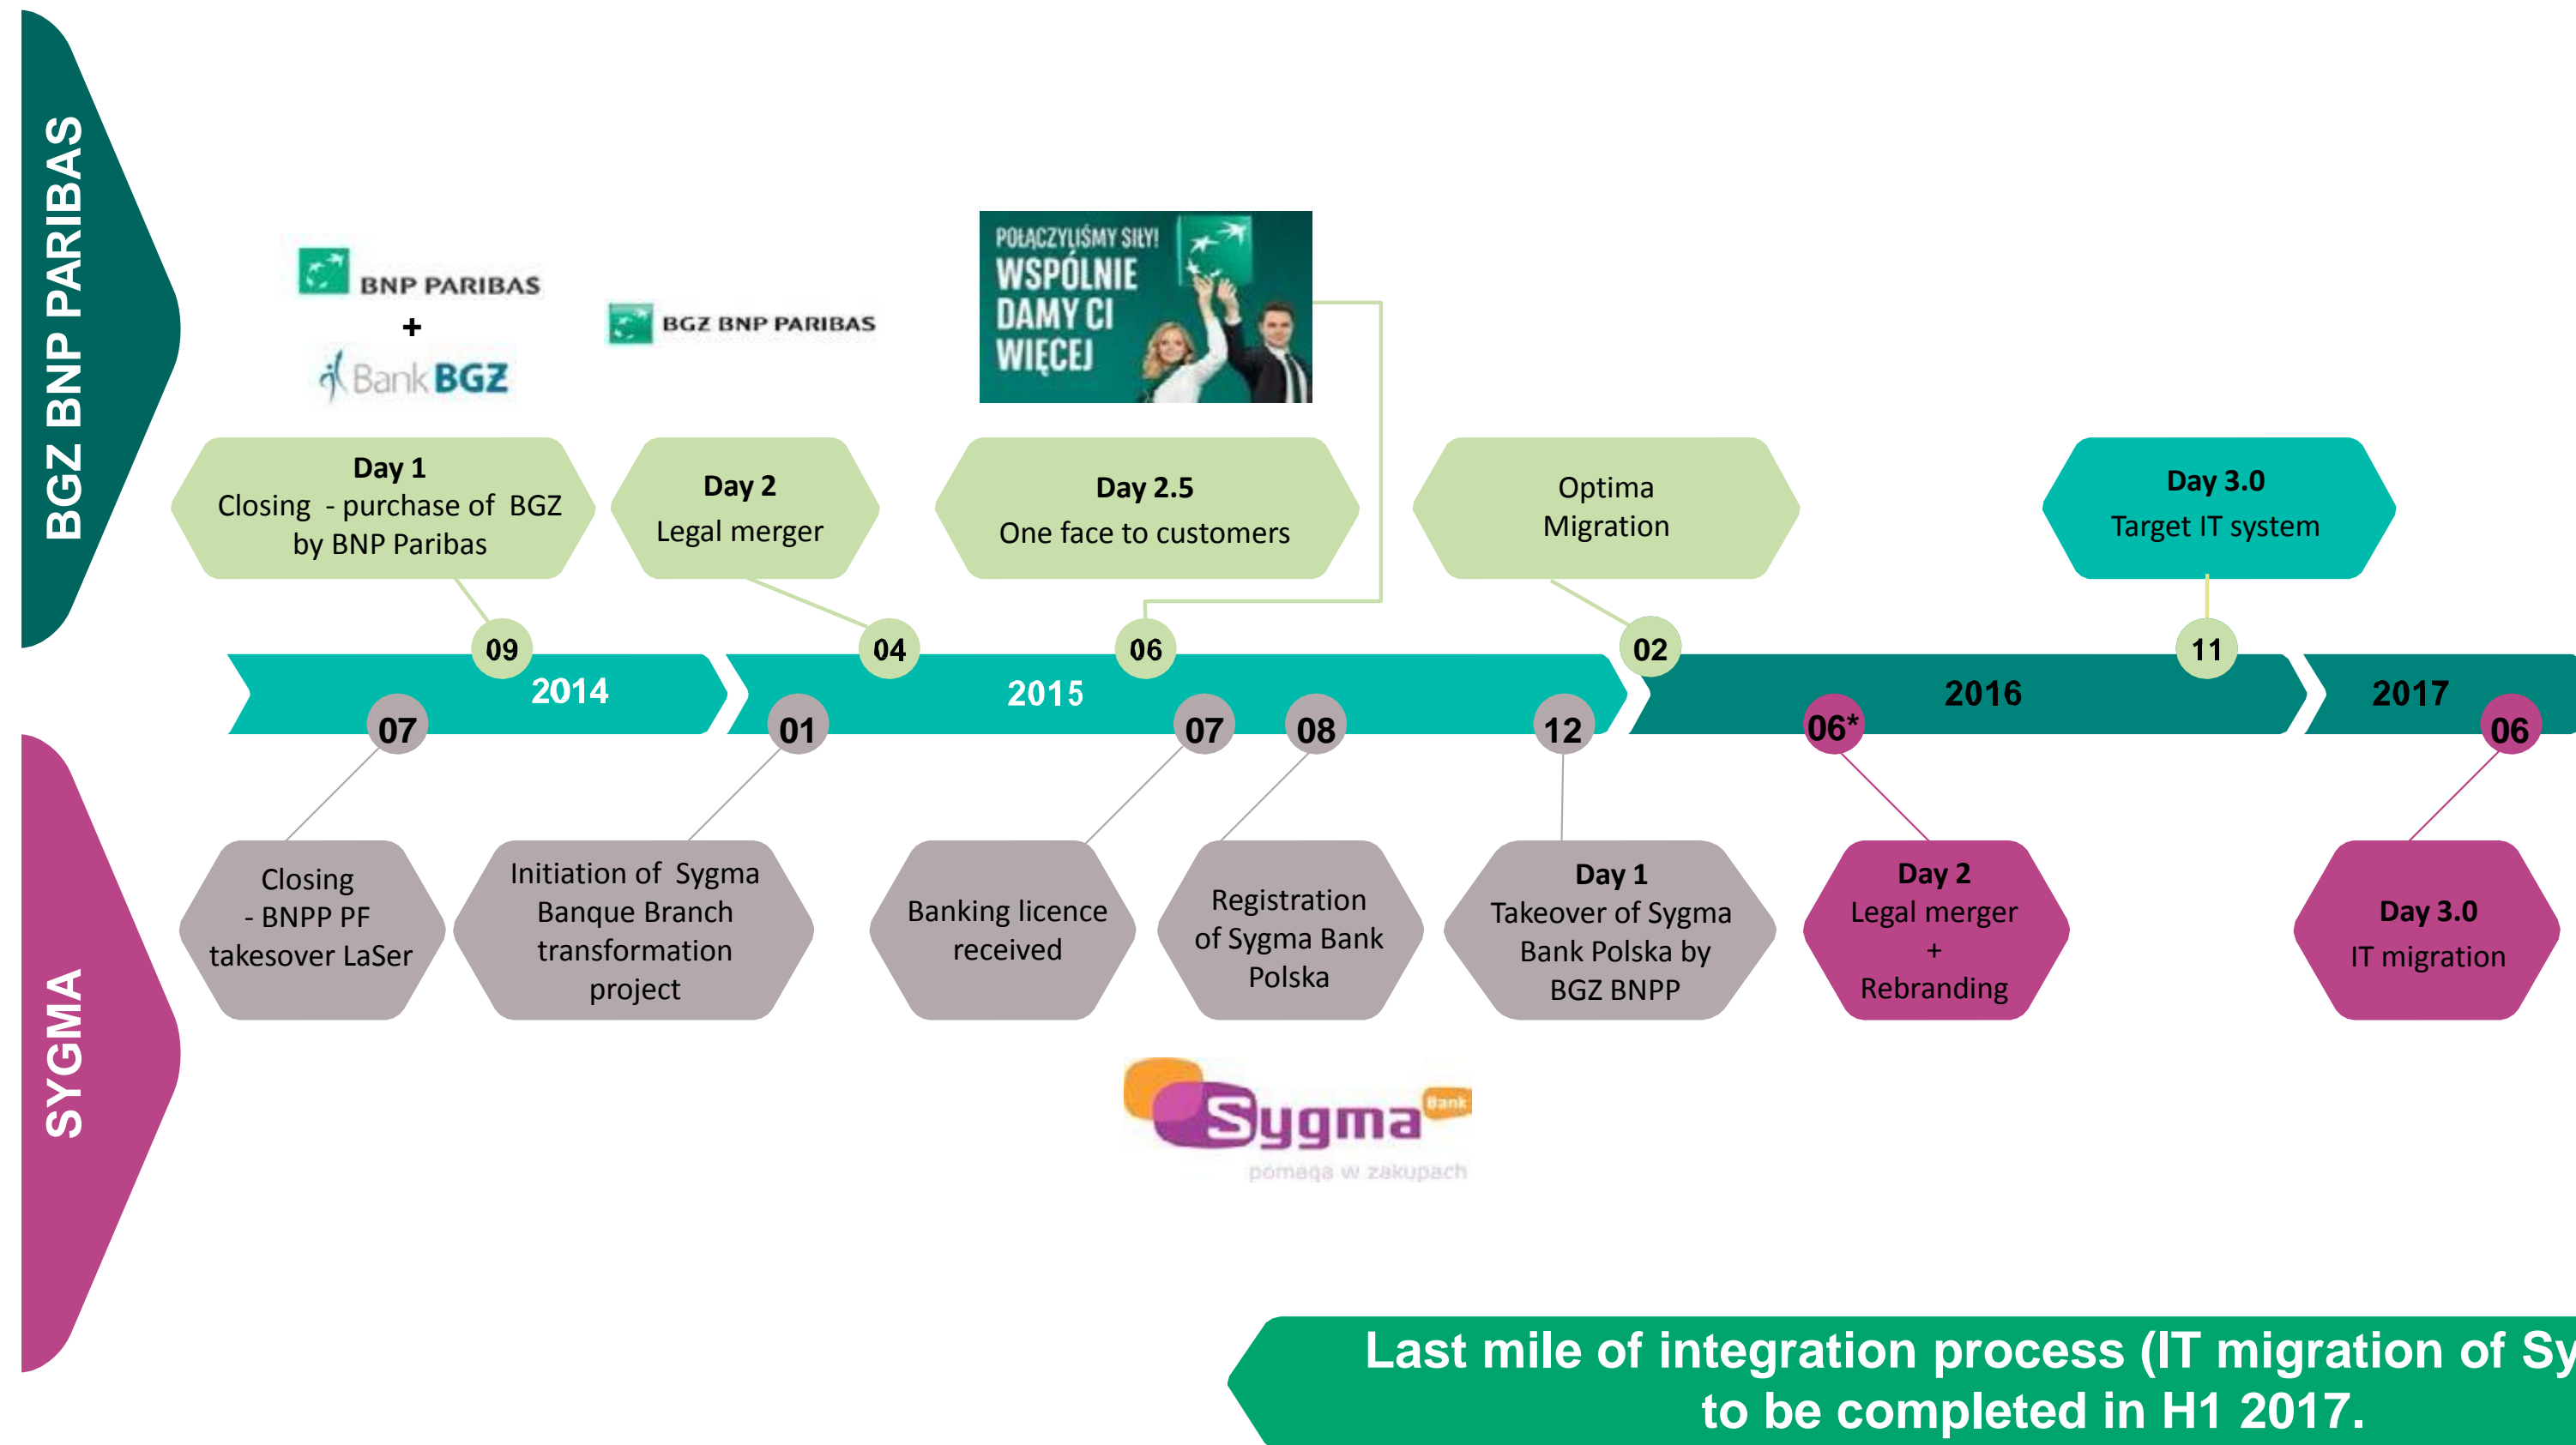 BGZ BNP PARIBAS
BNP PARIBAS
+
Bank BGŻ
BGZ BNP PARIBAS
POŁĄCZYLIŚMY SIŁY!
WSPÓLNIE
DAMY CI
WIĘCEJ
Day 1
Closing - purchase of BGZ
by BNP Paribas
Day 2
Legal merger
Day 2.5
One face to customers
Optima
Migration
Day 3.0
Target IT system
09
04
06
02
11
2014
2015
2016
2017
07
01
07
08
12
06*
06
SYGMA
Closing
- BNPP PF
takesover LaSer
Initiation of Sygma
Banque Branch
transformation
project
Banking licence
received
Registration
of Sygma Bank
Polska
Day 1
Takeover of Sygma
Bank Polska by
BGZ BNPP
Day 2
Legal merger
+
Rebranding
Day 3.0
IT migration
Sygma Bank
pomaga w zakupach
Last mile of integration process (IT migration of Sy
to be completed in H1 2017.